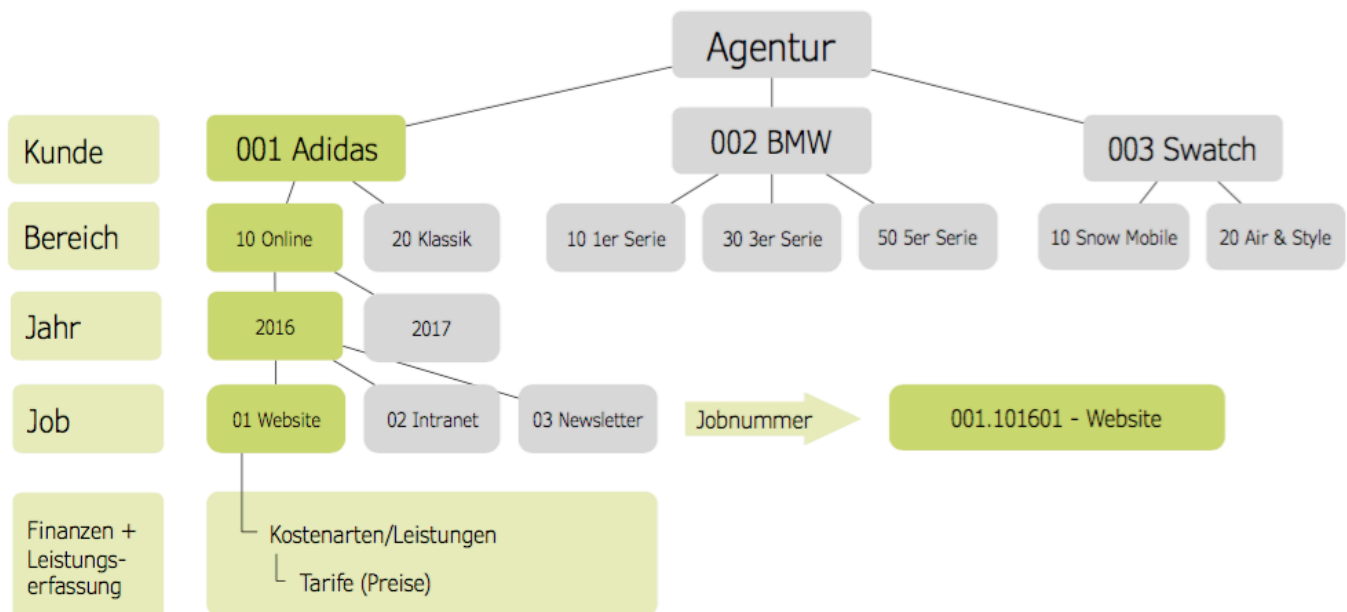 Agentur
Kunde
001 Adidas
002 BMW
003 Swatch
Bereich
10 Online
20 Klassik
10 1er Serie
30 3er Serie
50 5er Serie
10 Snow Mobile
20 Air & Style
Jahr
2016
2017
Job
01 Website
02 Intranet
03 Newsletter
Jobnummer
001.101601 - Website
Finanzen +
Leistungs-
erfassung
Kostenarten/Leistungen
Tarife (Preise)